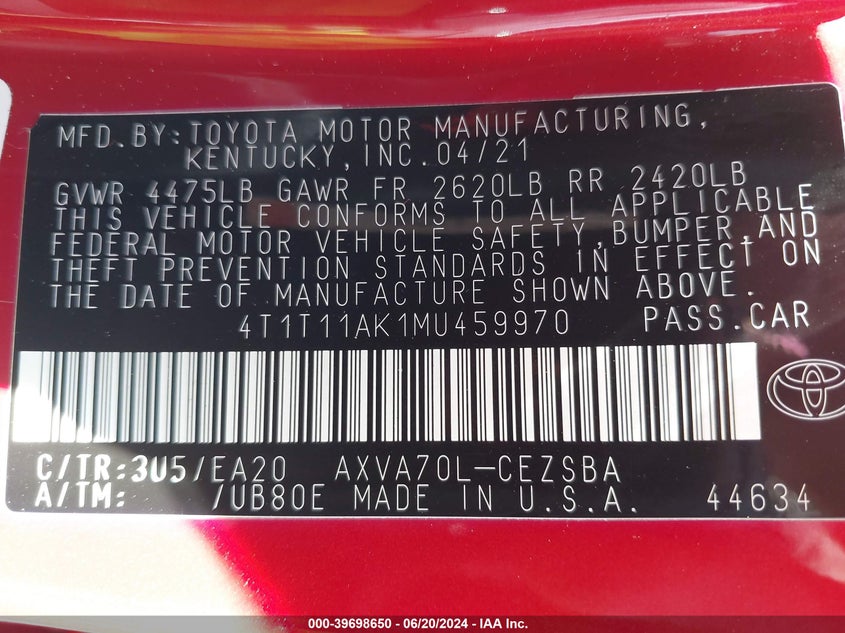 MFD.BY:TOYOTA MOTOR MANUFACTURING,
KENTUCKY, INC.04/21
GVWR 4475LB GAWR FR 2620LB RR 2420LB
THIS VEHICLE CONFORMS TO ALL APPLICABLE
FEDERAL MOTOR VEHICLE SAFETY,BUMPER,AND
THEFT PREVENTION STANDARDS IN EFFECT ON
THE DATE OF MANUFACTURE SHOWN ABOVE.
4T1T11AK1MU459970 PASS.CAR
C/TR:3U5/EA20 AXVA70L-CEZSBA
A/TM: /UB80E MADE IN U.S.A. 44634
000-39698650 - 06/20/2024 - IAA Inc.